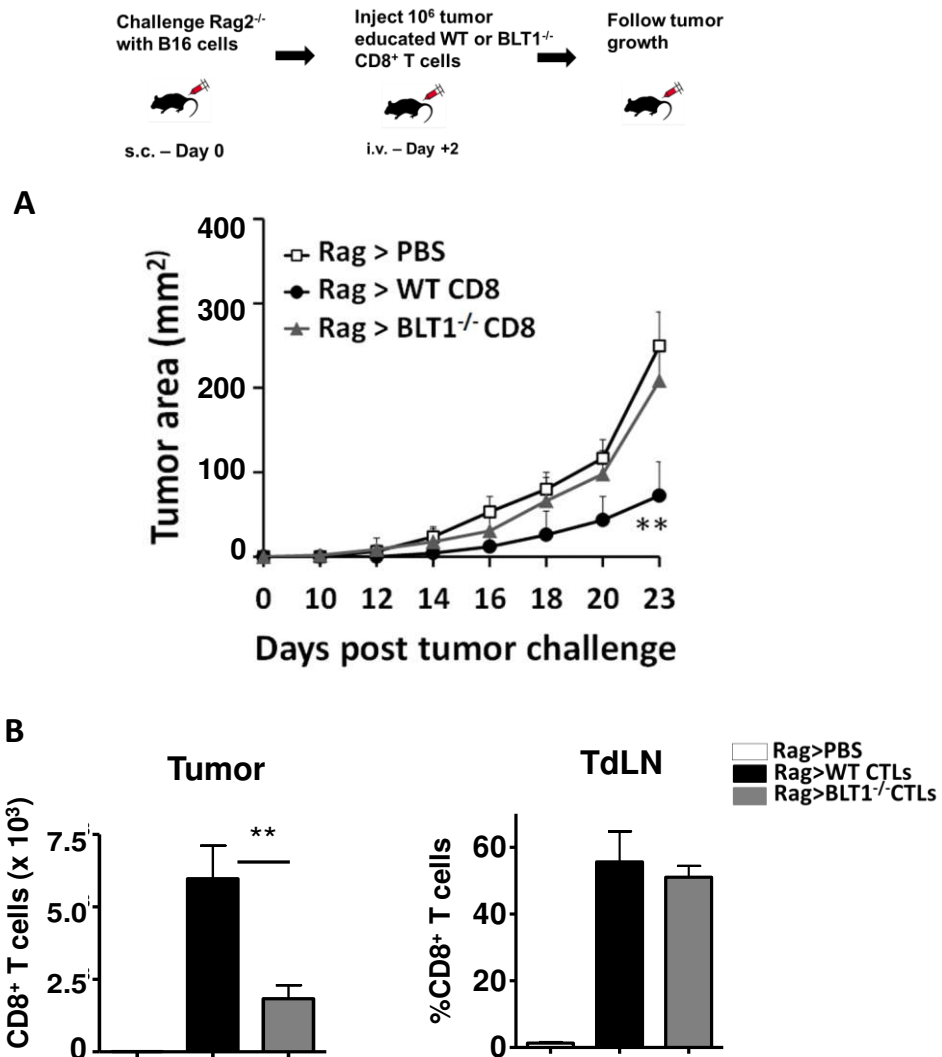 Challenge Rag2-/-
with B16 cells
s.c. – Day 0
Inject 10⁶ tumor
educated WT or BLT1-/-
CD8⁺ T cells
i.v. – Day +2
Follow tumor
growth
A
Tumor area (mm²)
400
300
200
100
0
Rag > PBS
Rag > WT CD8
Rag > BLT1-/- CD8
**
0 10 12 14 16 18 20 23
Days post tumor challenge
B
Tumor
CD8⁺ T cells (x 10³)
7.5
5.0
2.5
0
**
TdLN
%CD8⁺ T cells
60
40
20
0
Rag>PBS
Rag>WT CTLs
Rag>BLT1-/-CTLs